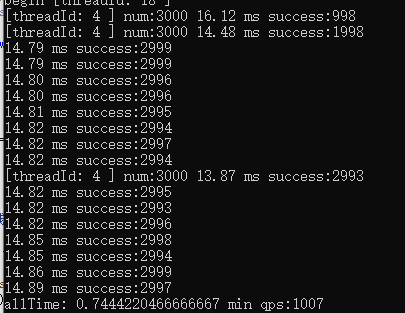 begin [threadId: 18 ]
[threadId: 4 ] num:3000 16.12 ms success:998
[threadId: 4 ] num:3000 14.48 ms success:1998
14.79 ms success:2999
14.79 ms success:2999
14.80 ms success:2996
14.80 ms success:2996
14.81 ms success:2995
14.82 ms success:2994
14.82 ms success:2997
14.82 ms success:2994
[threadId: 4 ] num:3000 13.87 ms success:2993
14.82 ms success:2995
14.82 ms success:2993
14.82 ms success:2996
14.85 ms success:2998
14.85 ms success:2994
14.86 ms success:2999
14.89 ms success:2997
allTime: 0.7444220466666667 min qps:1007